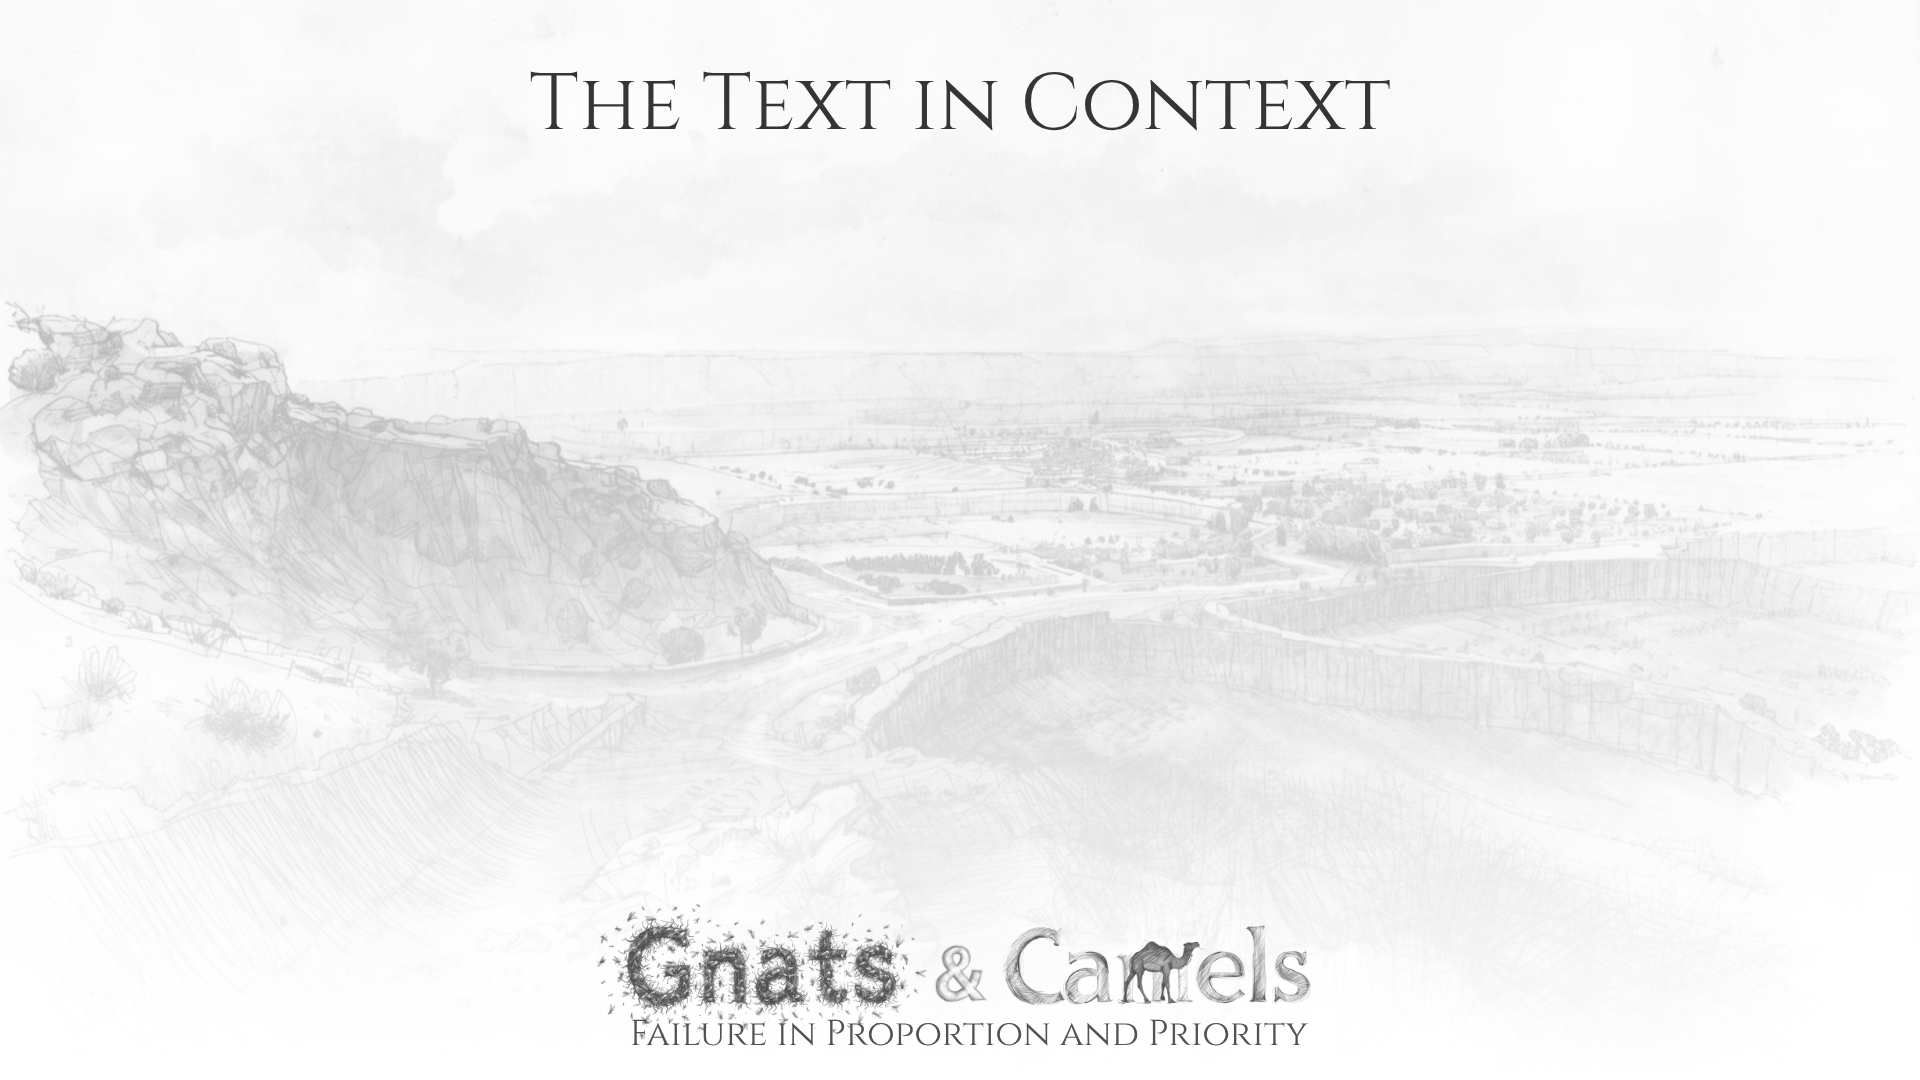 The Text in Context
Gnats & Camels
Failure in Proportion and Priority